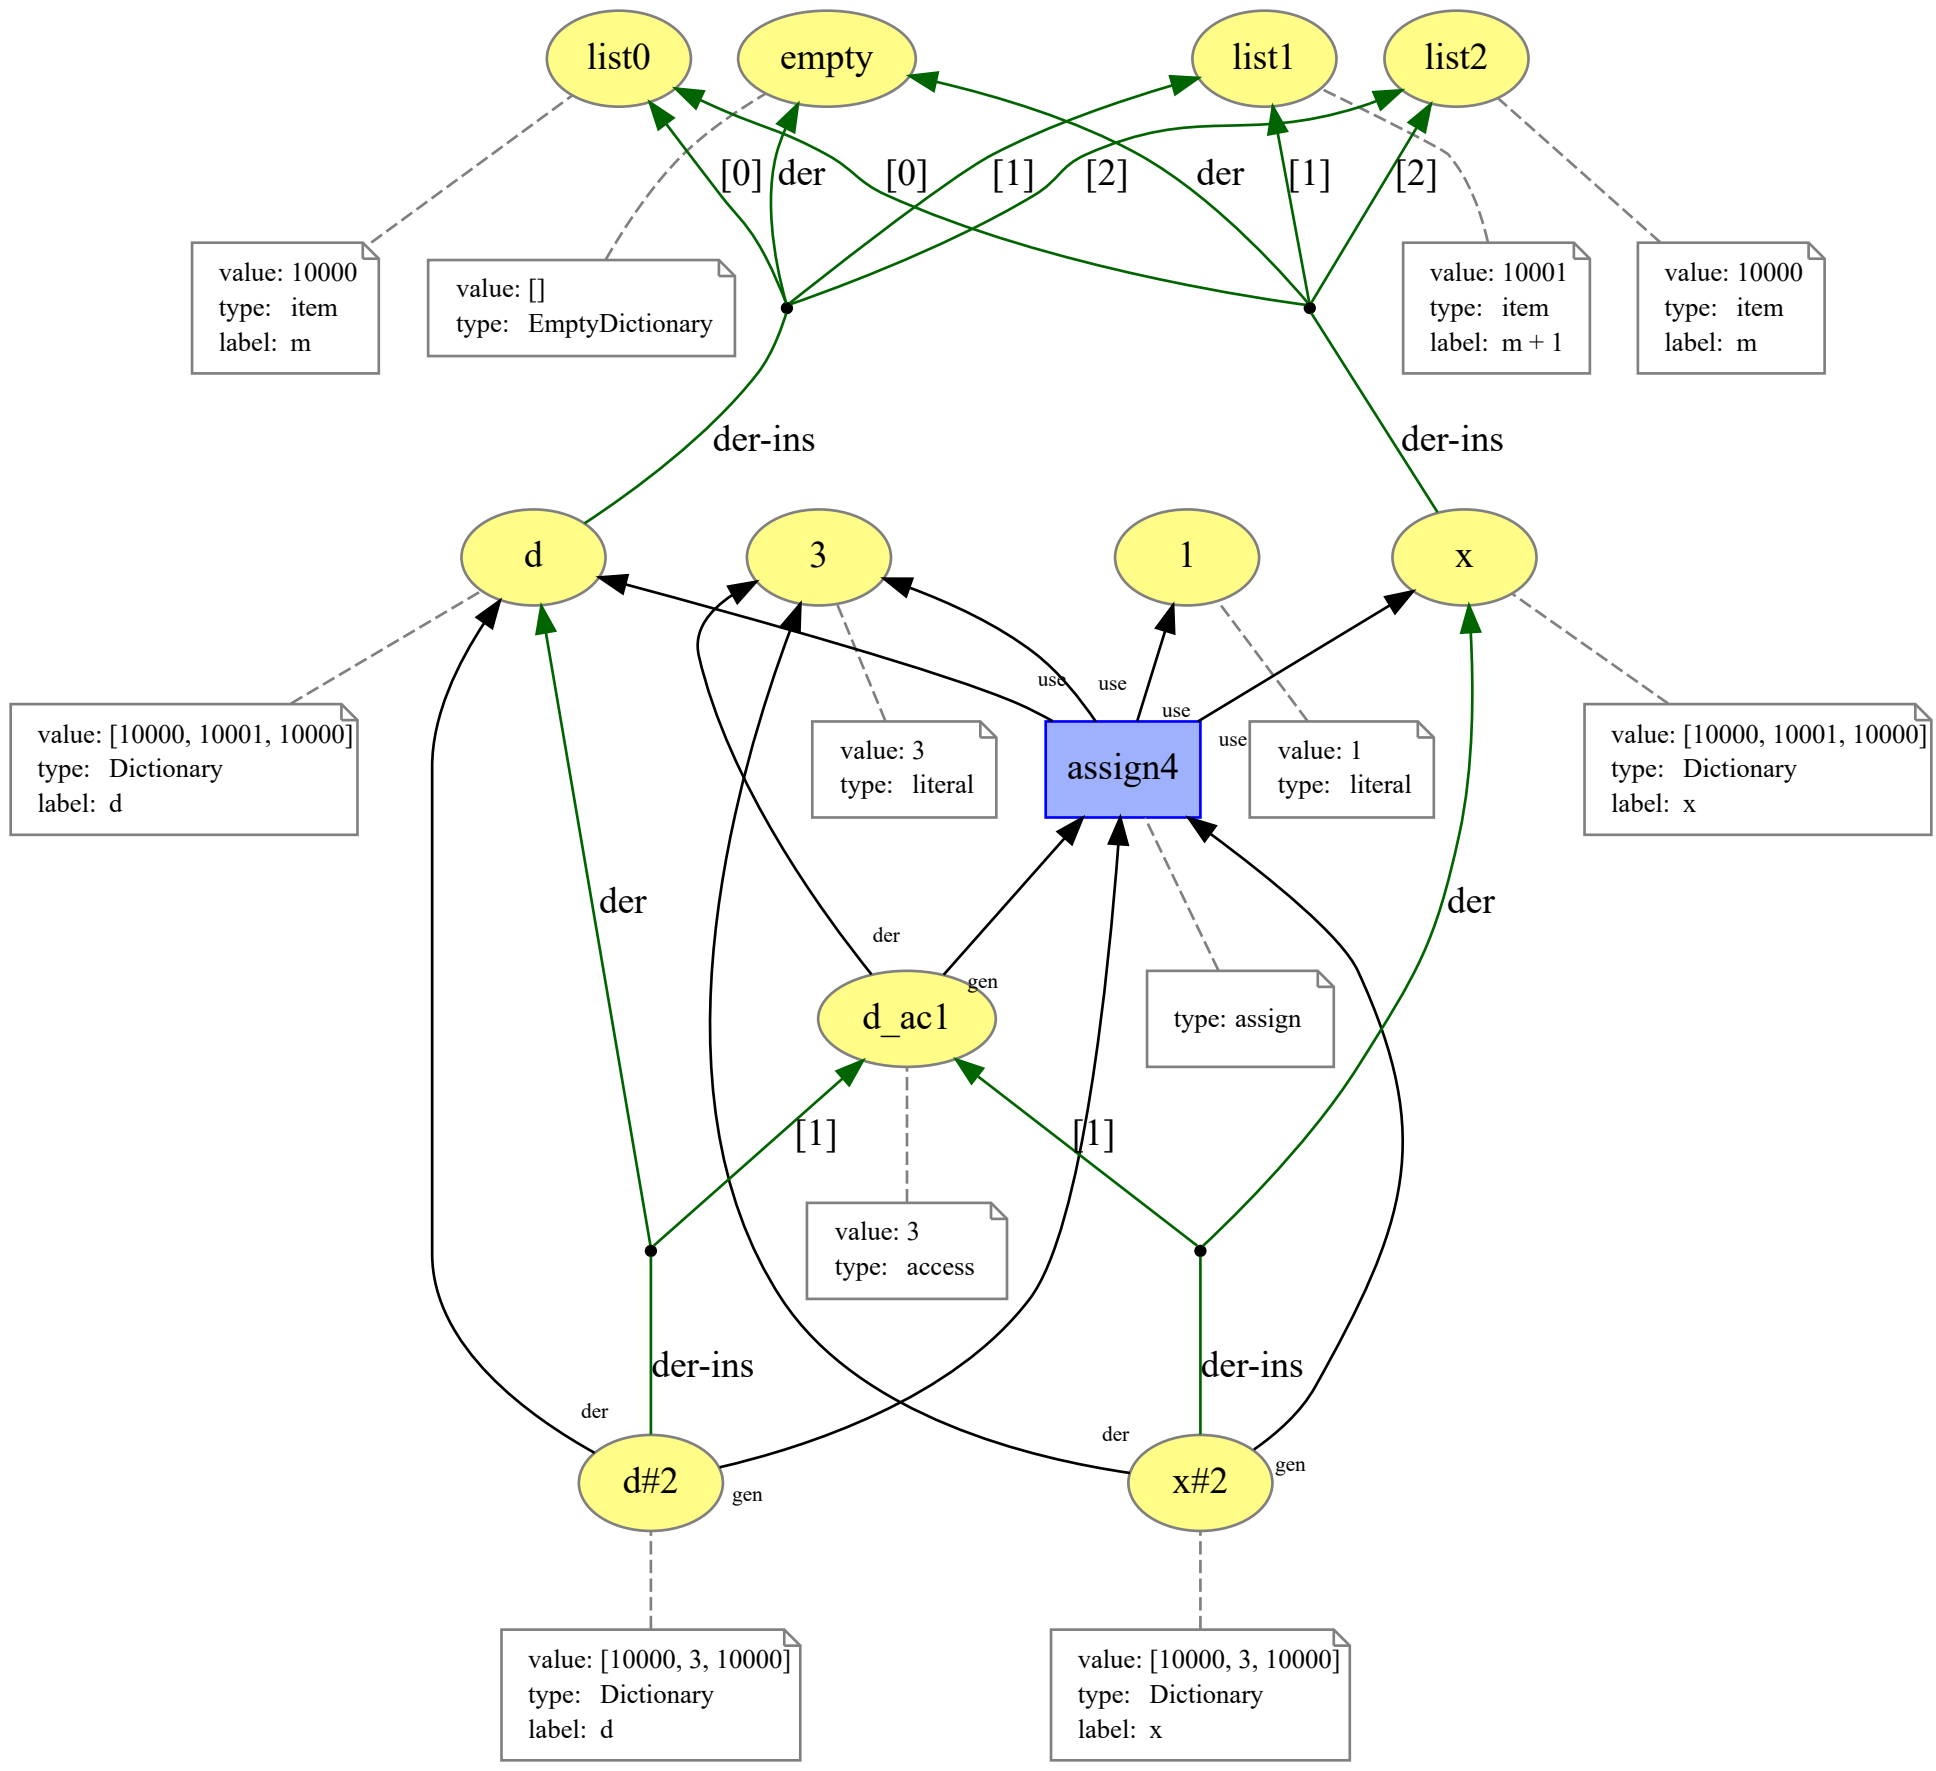 list0
empty
list1
list2
[0]
der
[0]
[1]
[2]
der
[1]
[2]
value: 10000
type: item
label: m
value: []
type: EmptyDictionary
value: 10001
type: item
label: m + 1
value: 10000
type: item
label: m
der-ins
der-ins
d
3
1
x
use
use
use
use
value: [10000, 10001, 10000]
type: Dictionary
label: d
value: 3
type: literal
assign4
value: 1
type: literal
value: [10000, 10001, 10000]
type: Dictionary
label: x
der
der
der
gen
d_ac1
type: assign
[1]
[1]
value: 3
type: access
der-ins
der-ins
der
der
d#2
gen
x#2
gen
value: [10000, 3, 10000]
type: Dictionary
label: d
value: [10000, 3, 10000]
type: Dictionary
label: x